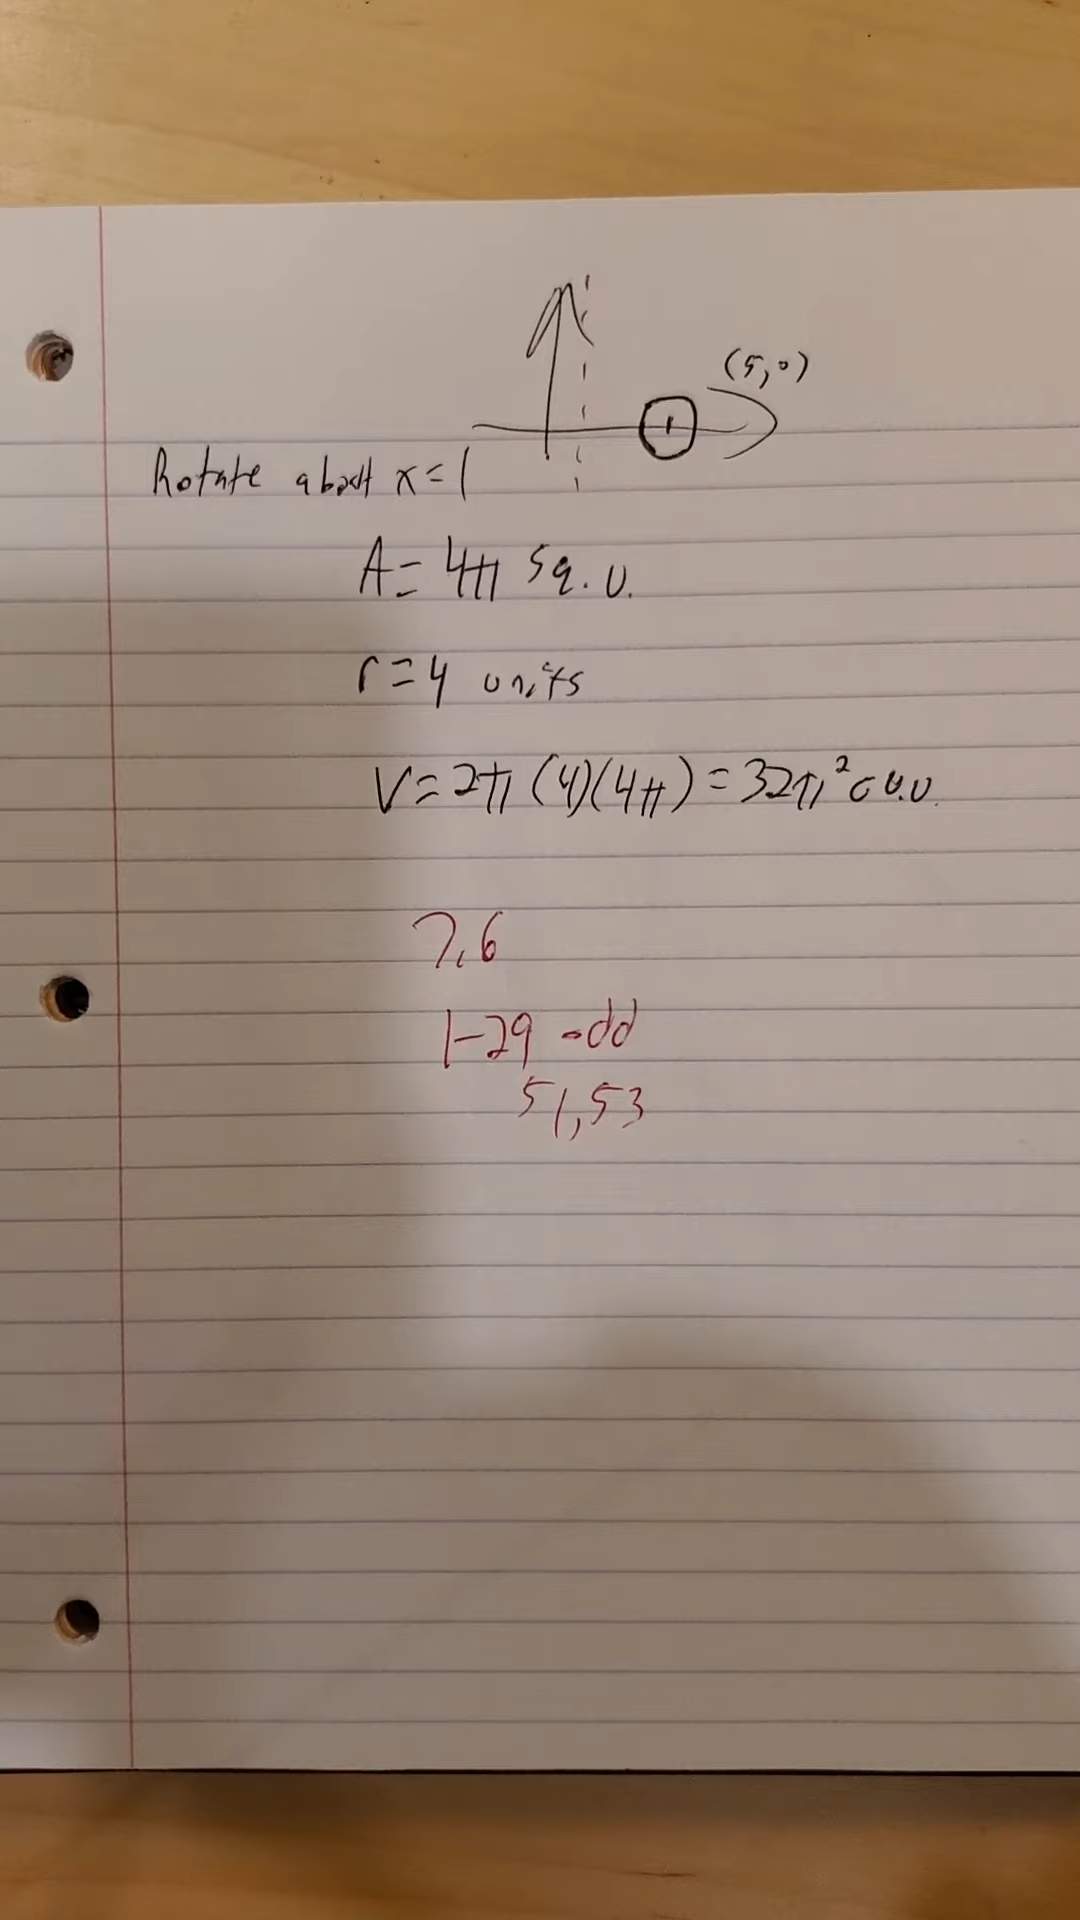 (5,0)
Rotate about x=1
A=4π sq.u.
r=4 units
V=2π(4)(4π)=32π² cu.u.
7.6
1-29 odd
51,53